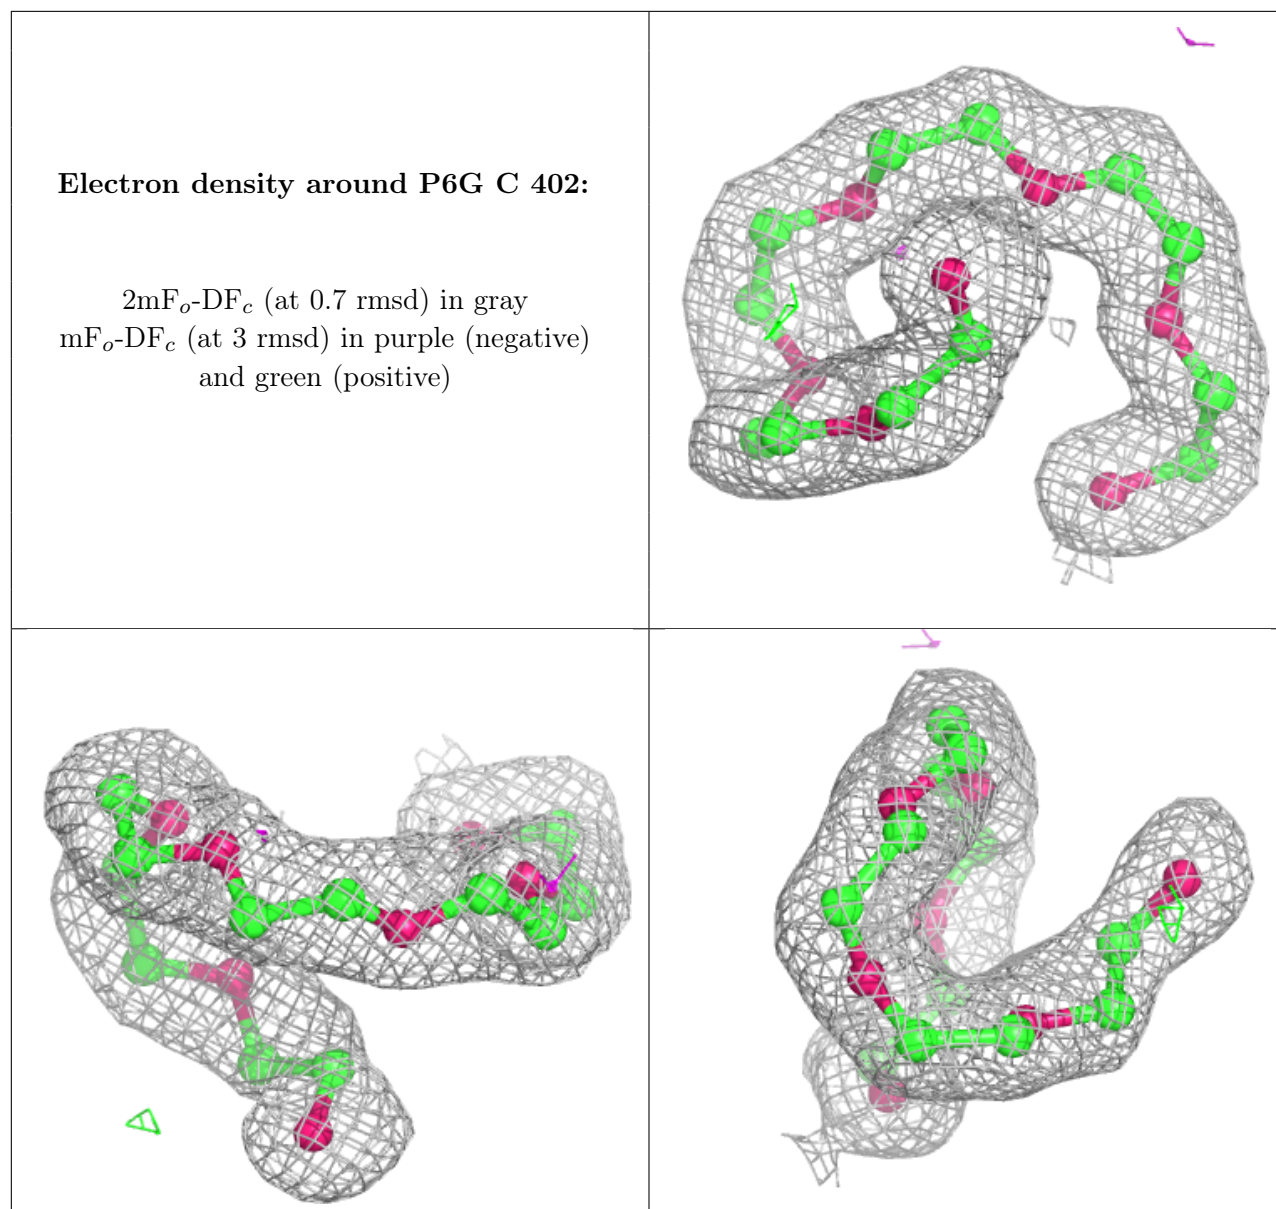 Electron density around P6G C 402:
2mFo-DFc (at 0.7 rmsd) in gray
mFo-DFc (at 3 rmsd) in purple (negative)
and green (positive)